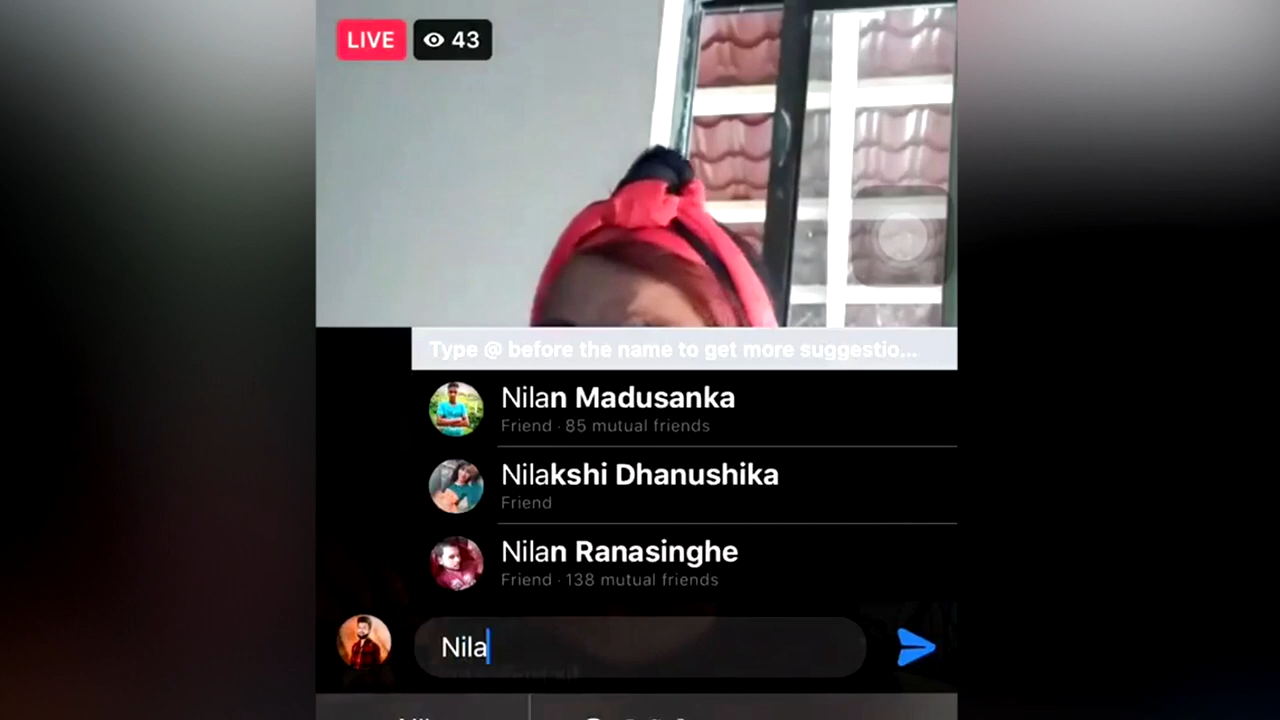 LIVE 43
Type @ before the name to get more suggestio...
Nilan Madusanka
Friend · 85 mutual friends
Nilakshi Dhanushika
Friend
Nilan Ranasinghe
Friend · 138 mutual friends
Nila